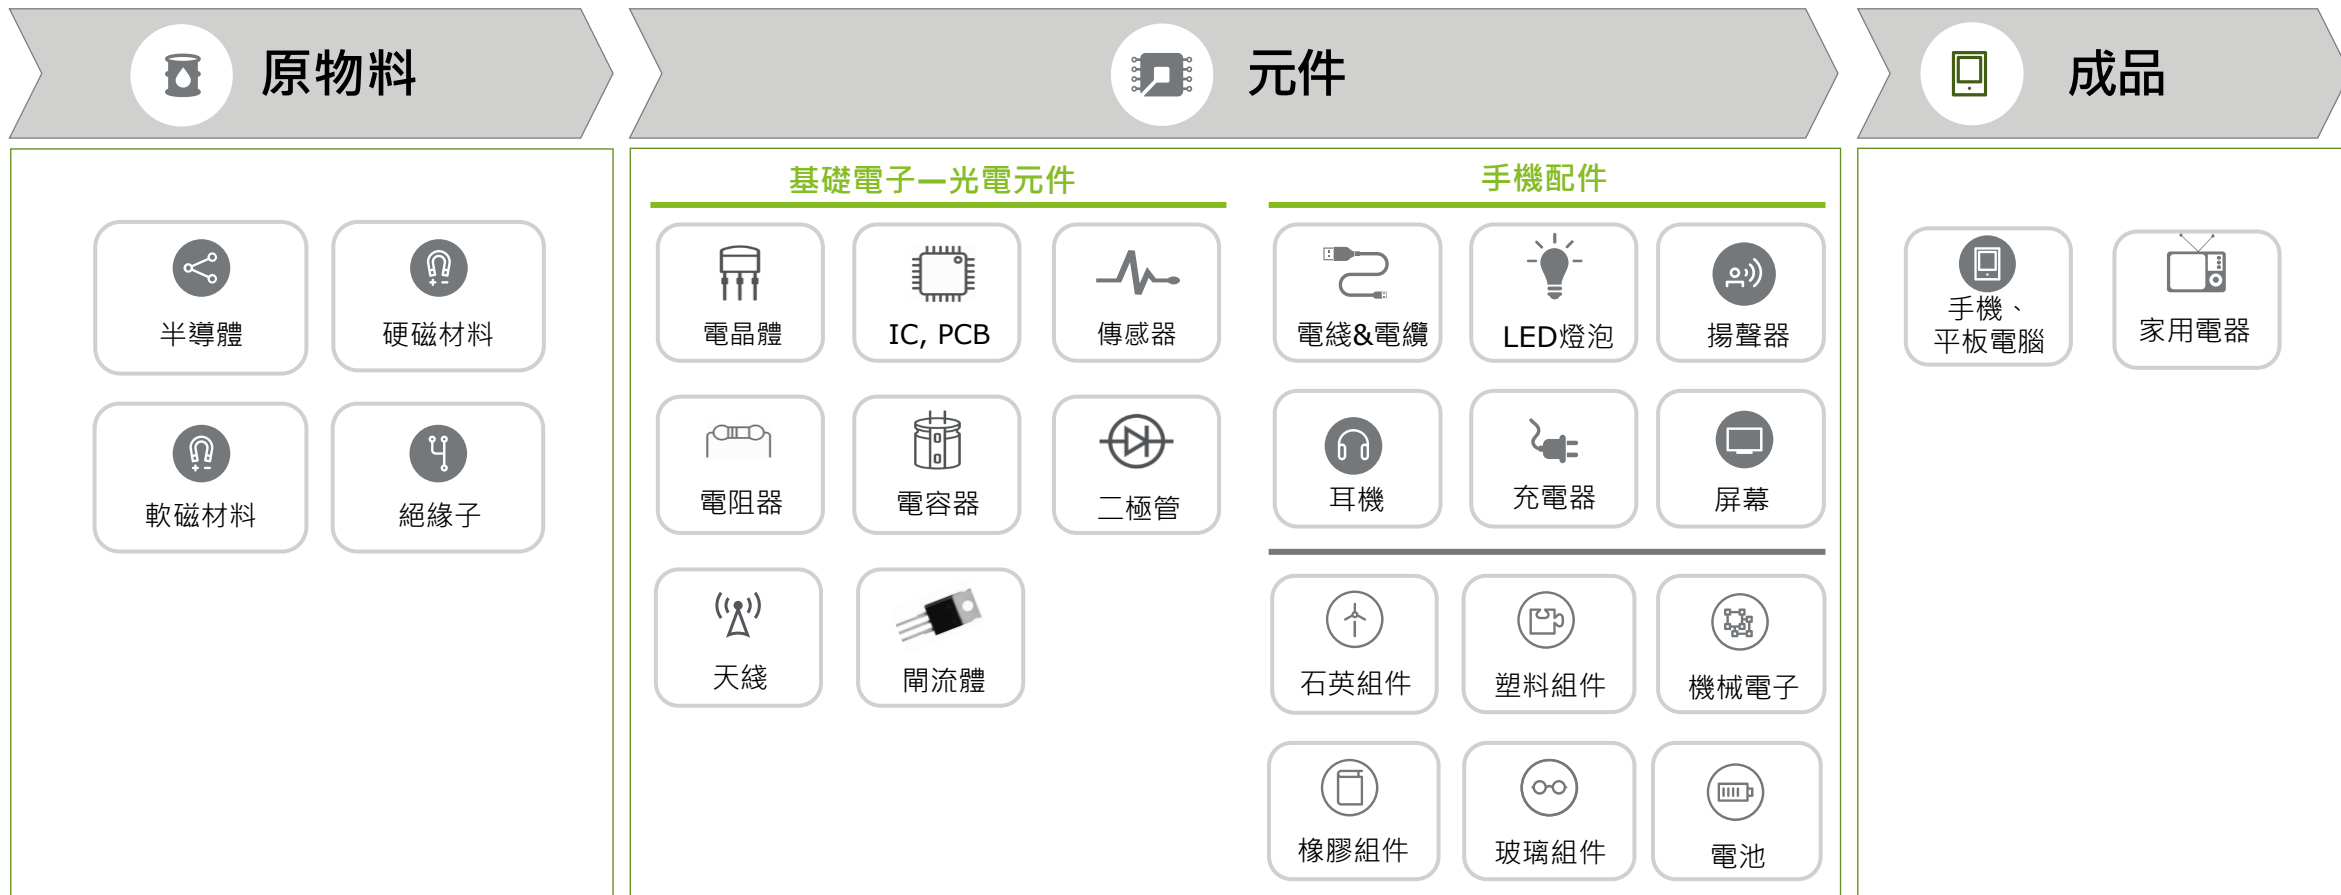 原物料
元件
成品
半導體
硬磁材料
軟磁材料
絕緣子
基礎電子—光電元件
電晶體
IC, PCB
傳感器
電阻器
電容器
二極管
天綫
閘流體
手機配件
電綫&電纜
LED燈泡
揚聲器
耳機
充電器
屏幕
石英組件
塑料組件
機械電子
橡膠組件
玻璃組件
電池
手機、
平板電腦
家用電器